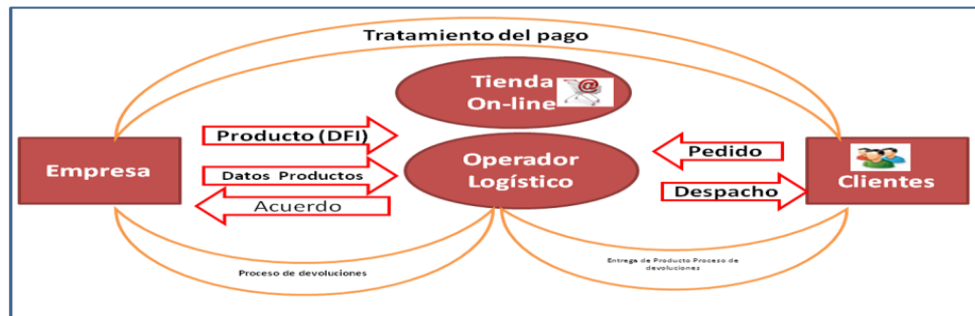 Tratamiento del pago
Tienda
On-line
@
Producto (DFI)
Empresa
Datos Productos
Acuerdo
Operador
Logístico
Pedido
Despacho
Clientes
Proceso de devoluciones
Entrega de Producto Proceso de
devoluciones